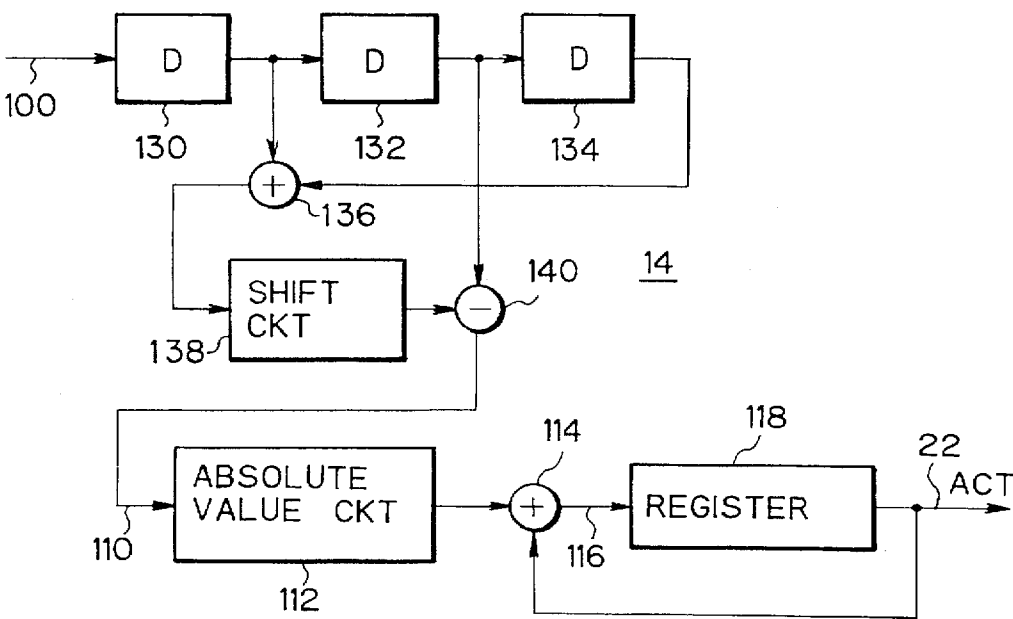 D
D
D
100
130
132
134
+
136
14
140
SHIFT
CKT
−
138
114
118
22
ACT
ABSOLUTE
VALUE CKT
+
REGISTER
110
116
112